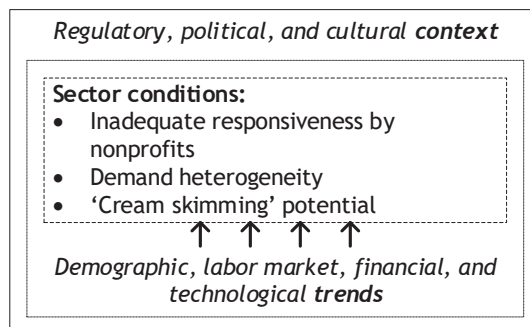 Regulatory, political, and cultural context
Sector conditions:
• Inadequate responsiveness by
nonprofits
• Demand heterogeneity
• ‘Cream skimming’ potential
Demographic, labor market, financial, and
technological trends